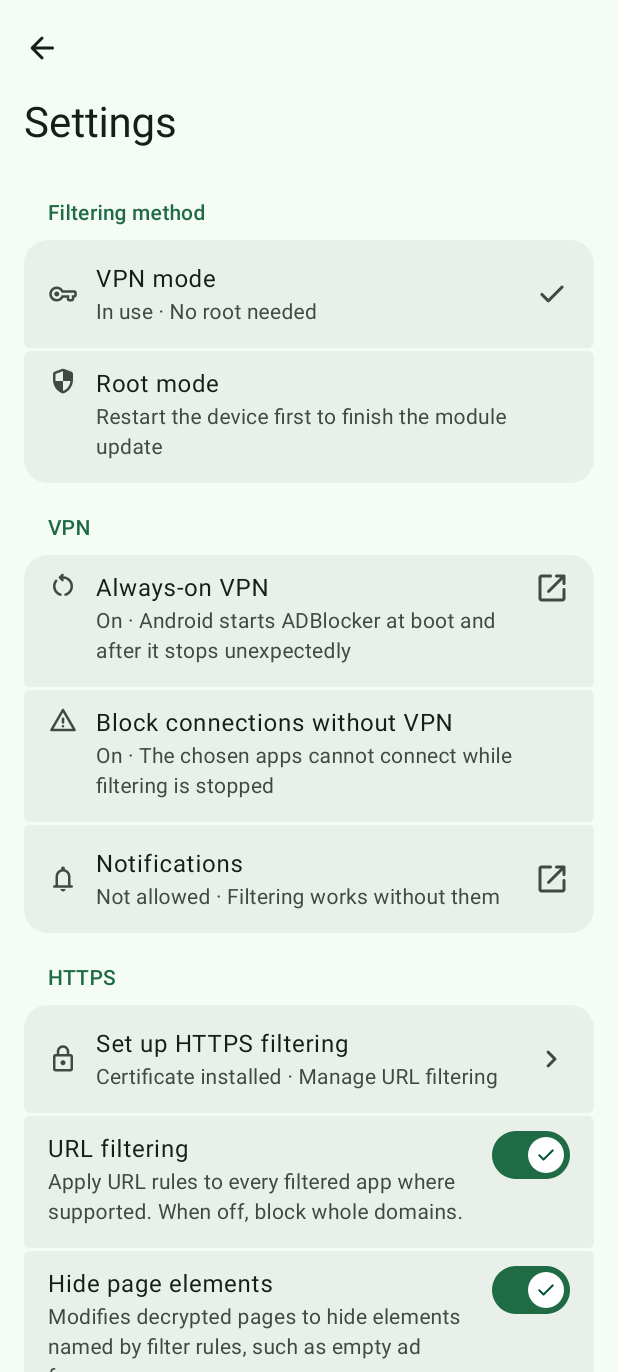 Settings
Filtering method
VPN mode
In use · No root needed
Root mode
Restart the device first to finish the module
update
VPN
Always-on VPN
On · Android starts ADBlocker at boot and
after it stops unexpectedly
Block connections without VPN
On · The chosen apps cannot connect while
filtering is stopped
Notifications
Not allowed · Filtering works without them
HTTPS
Set up HTTPS filtering
Certificate installed · Manage URL filtering
URL filtering
Apply URL rules to every filtered app where
supported. When off, block whole domains.
Hide page elements
Modifies decrypted pages to hide elements
named by filter rules, such as empty ad